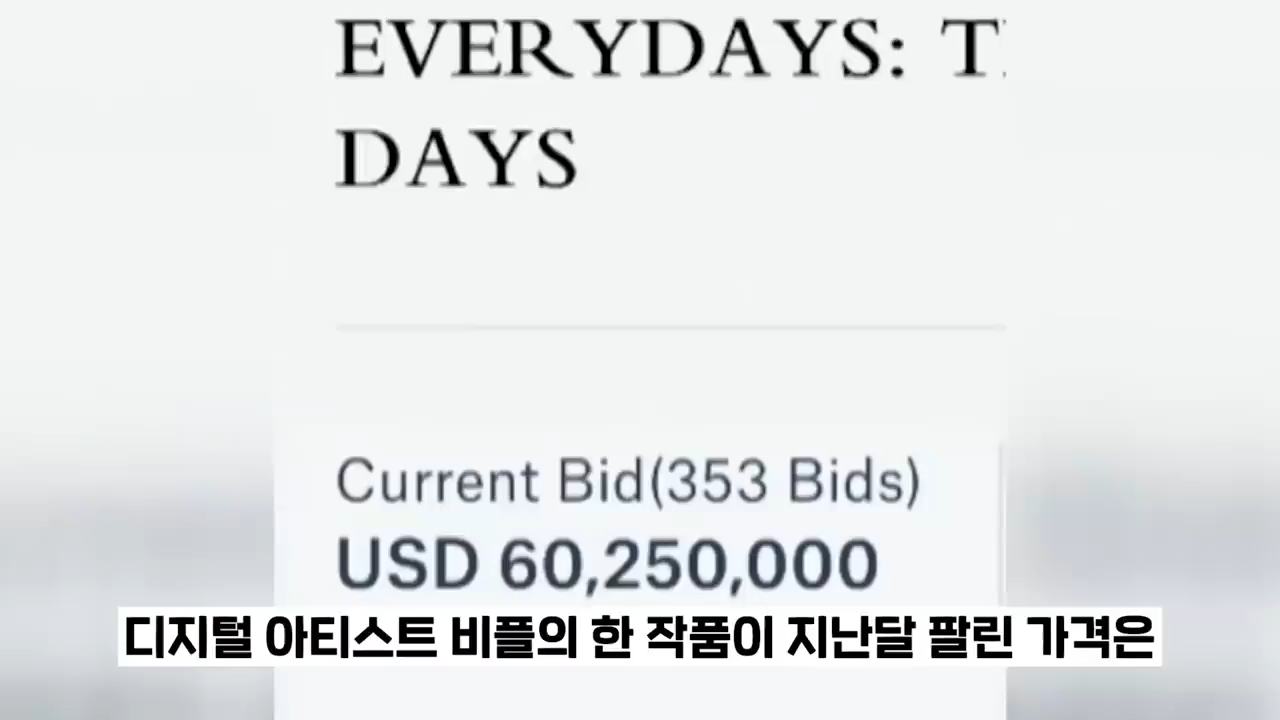 EVERYDAYS: T
DAYS
Current Bid(353 Bids)
USD 60,250,000
디지털 아티스트 비플의 한 작품이 지난달 팔린 가격은